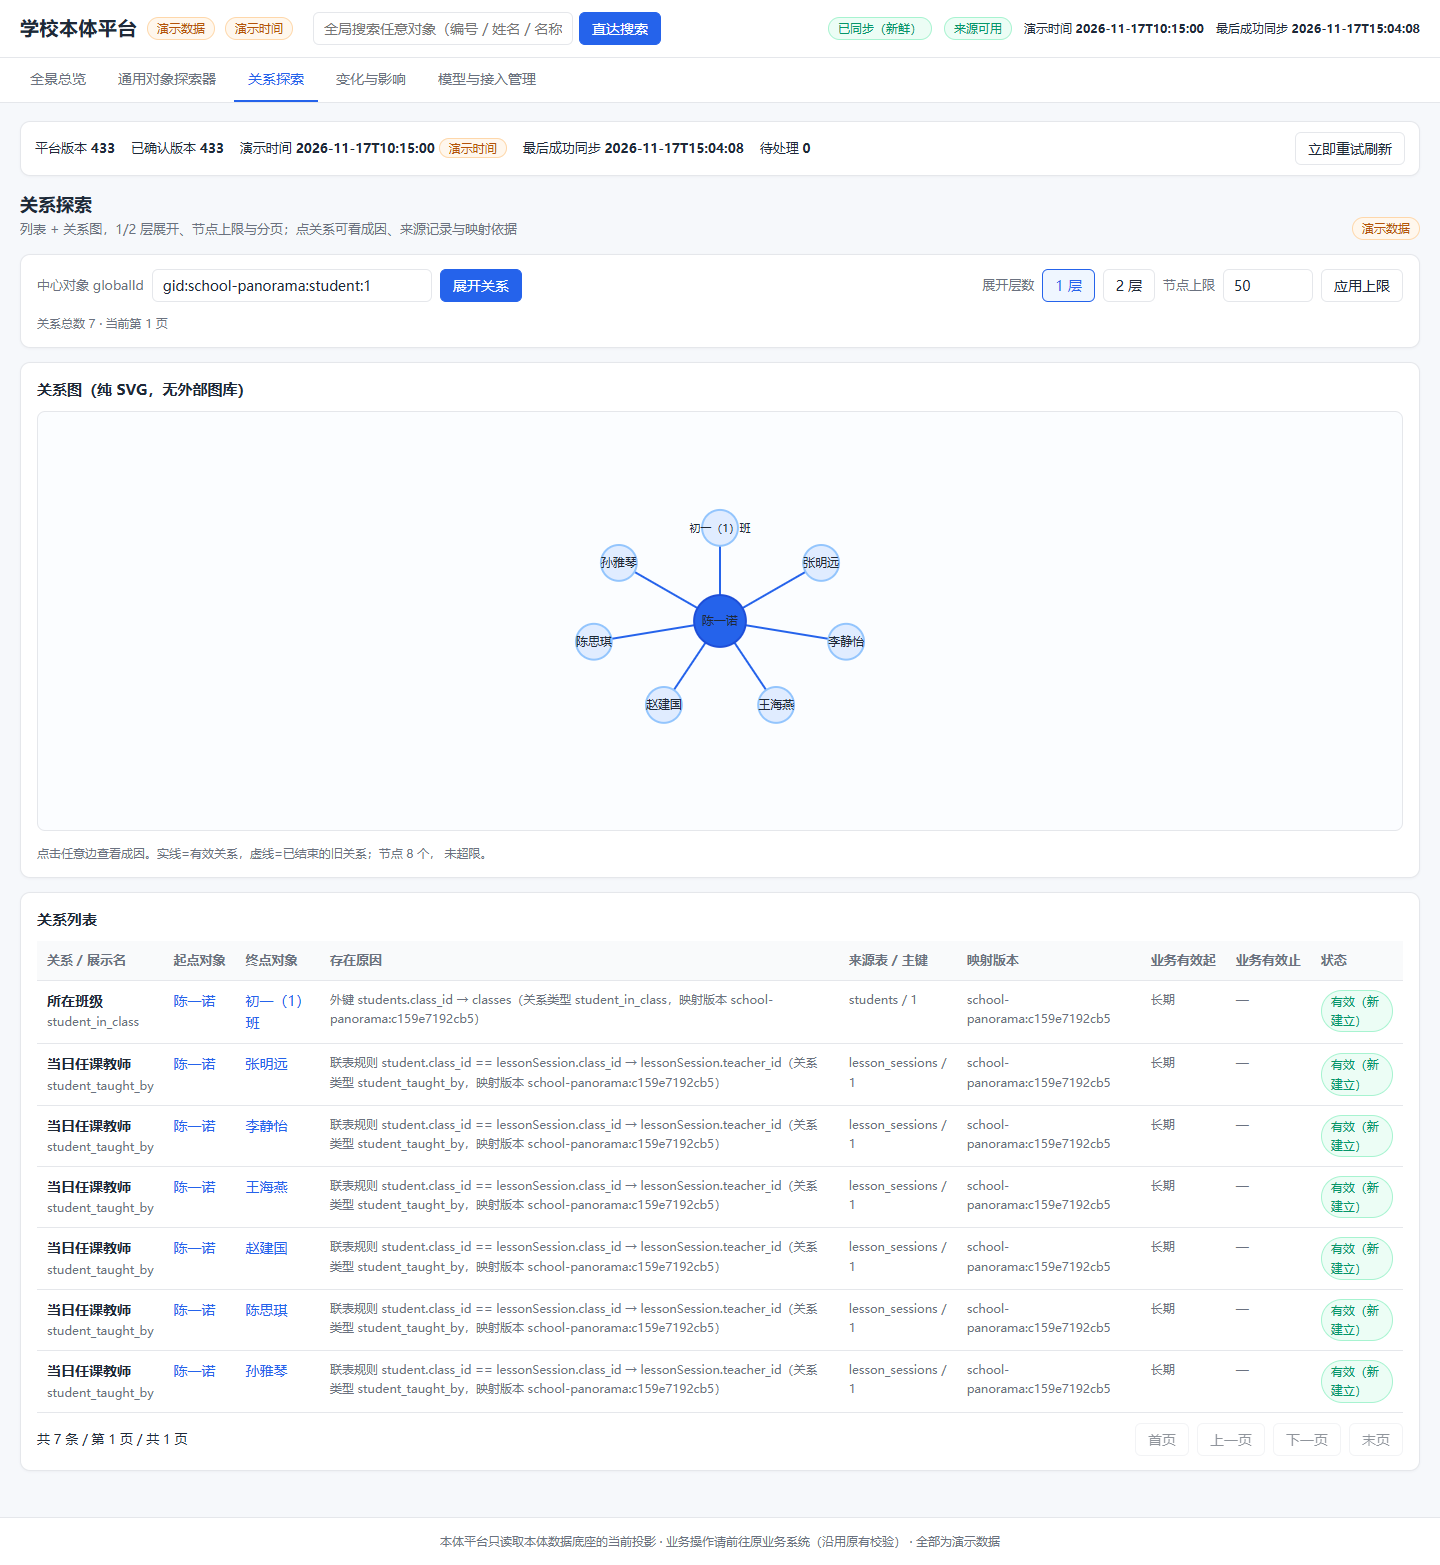 学校本体平台 演示数据 演示时间 全局搜索任意对象（编号 / 姓名 / 名称 直达搜索 已同步（新鲜） 来源可用 演示时间 2026-11-17T10:15:00 最后成功同步 2026-11-17T15:04:08
全景总览 通用对象探索器 关系探索 变化与影响 模型与接入管理
平台版本 433 已确认版本 433 演示时间 2026-11-17T10:15:00 演示时间 最后成功同步 2026-11-17T15:04:08 待处理 0 立即重试刷新
关系探索
列表 + 关系图，1/2 层展开、节点上限与分页；点关系可看成因、来源记录与映射依据 演示数据
中心对象 globalId gid:school-panorama:student:1 展开关系 展开层数 1 层 2 层 节点上限 50 应用上限
关系总数 7 · 当前第 1 页
关系图（纯 SVG，无外部图库）
初一（1）班
孙雅琴 张明远
陈一诺
陈思琪 李静怡
赵建国 王海燕
点击任意边查看成因。实线=有效关系，虚线=已结束的旧关系；节点 8 个， 未超限。
关系列表
关系 / 展示名 起点对象 终点对象 存在原因 来源表 / 主键 映射版本 业务有效起 业务有效止 状态
所在班级 陈一诺 初一（1） 外键 students.class_id → classes（关系类型 student_in_class，映射版本 school- students / 1 school- 长期 — 有效（新
student_in_class 班 panorama:c159e7192cb5） panorama:c159e7192cb5 建立）
当日任课教师 陈一诺 张明远 联表规则 student.class_id == lessonSession.class_id → lessonSession.teacher_id（关系 lesson_sessions / school- 长期 — 有效（新
student_taught_by 类型 student_taught_by，映射版本 school-panorama:c159e7192cb5） 1 panorama:c159e7192cb5 建立）
当日任课教师 陈一诺 李静怡 联表规则 student.class_id == lessonSession.class_id → lessonSession.teacher_id（关系 lesson_sessions / school- 长期 — 有效（新
student_taught_by 类型 student_taught_by，映射版本 school-panorama:c159e7192cb5） 1 panorama:c159e7192cb5 建立）
当日任课教师 陈一诺 王海燕 联表规则 student.class_id == lessonSession.class_id → lessonSession.teacher_id（关系 lesson_sessions / school- 长期 — 有效（新
student_taught_by 类型 student_taught_by，映射版本 school-panorama:c159e7192cb5） 1 panorama:c159e7192cb5 建立）
当日任课教师 陈一诺 赵建国 联表规则 student.class_id == lessonSession.class_id → lessonSession.teacher_id（关系 lesson_sessions / school- 长期 — 有效（新
student_taught_by 类型 student_taught_by，映射版本 school-panorama:c159e7192cb5） 1 panorama:c159e7192cb5 建立）
当日任课教师 陈一诺 陈思琪 联表规则 student.class_id == lessonSession.class_id → lessonSession.teacher_id（关系 lesson_sessions / school- 长期 — 有效（新
student_taught_by 类型 student_taught_by，映射版本 school-panorama:c159e7192cb5） 1 panorama:c159e7192cb5 建立）
当日任课教师 陈一诺 孙雅琴 联表规则 student.class_id == lessonSession.class_id → lessonSession.teacher_id（关系 lesson_sessions / school- 长期 — 有效（新
student_taught_by 类型 student_taught_by，映射版本 school-panorama:c159e7192cb5） 1 panorama:c159e7192cb5 建立）
共 7 条 / 第 1 页 / 共 1 页 首页 上一页 下一页 末页
本体平台只读取本体数据底座的当前投影 · 业务操作请前往原业务系统（沿用原有校验） · 全部为演示数据